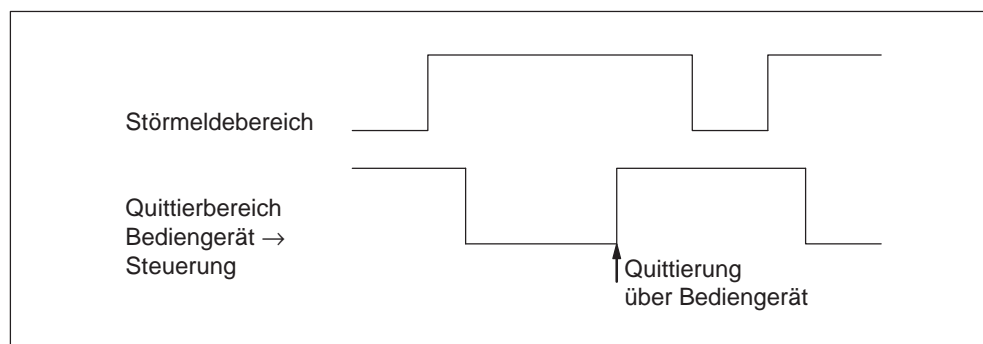 Störmeldebereich
Quittierbereich
Bediengerät →
Steuerung
Quittierung
über Bediengerät